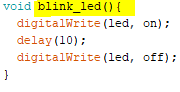 void blink_led(){
digitalWrite(led, on);
delay(10);
digitalWrite(led, off);
}